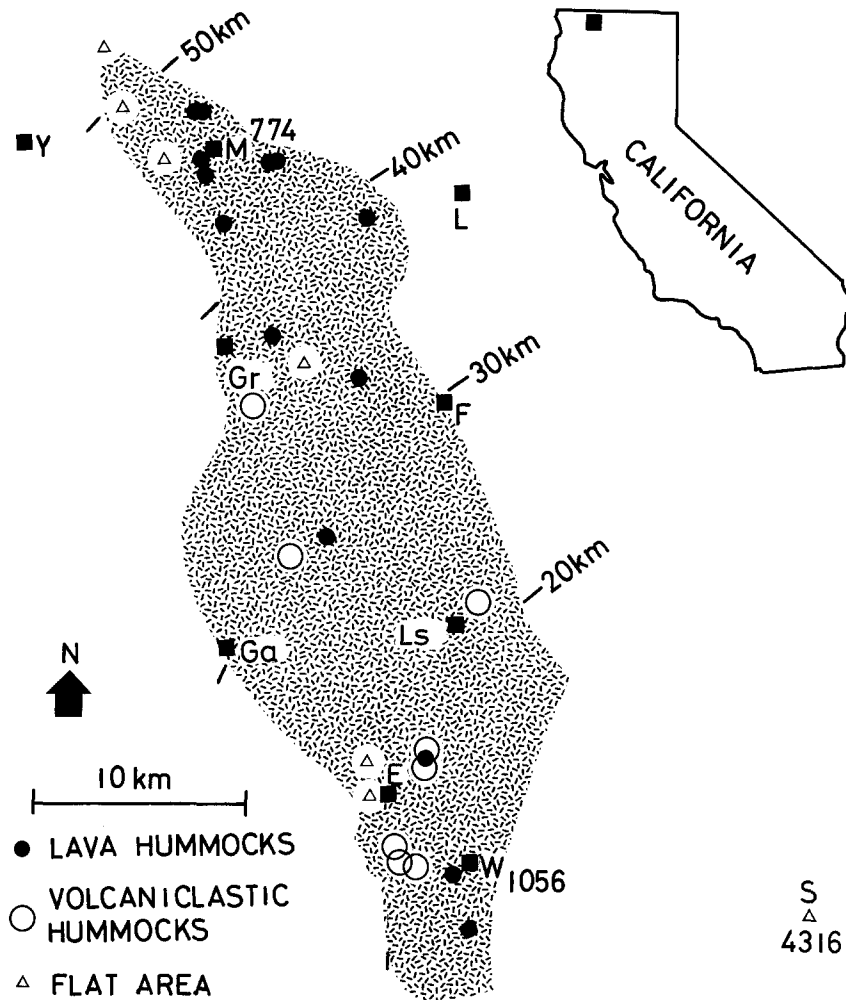 50km
Y
M
774
40km
L
CALIFORNIA
Gr
30km
F
20km
Ls
Ga
N
E
10 km
LAVA HUMMOCKS
W
1056
VOLCANICLASTIC
HUMMOCKS
S
4316
FLAT AREA